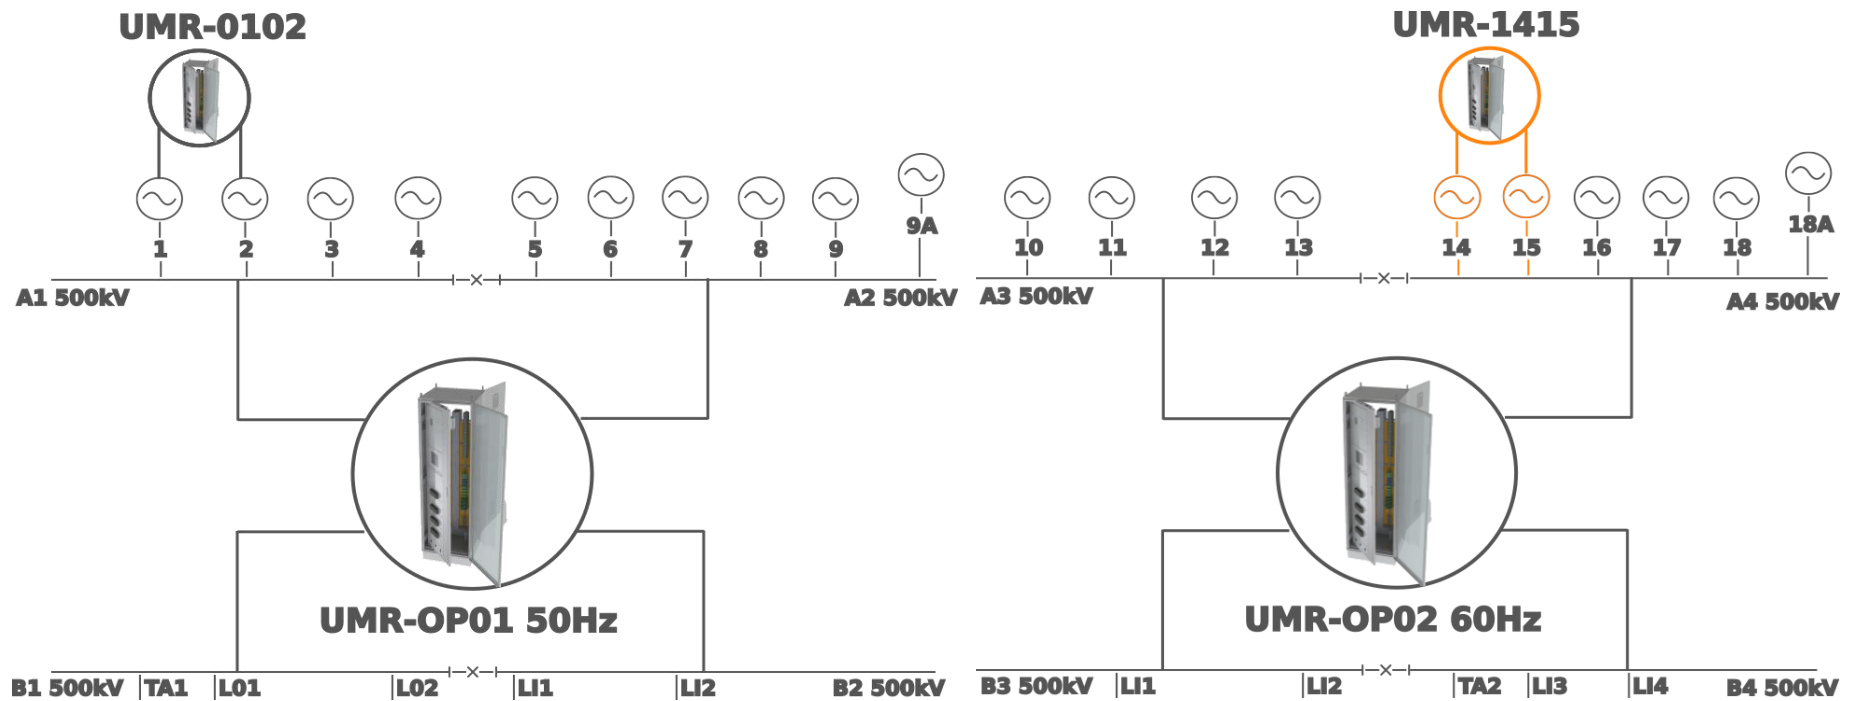 UMR-0102
UMR-1415
1 2 3 4 5 6 7 8 9 9A
10 11 12 13 14 15 16 17 18 18A
A1 500kV
A2 500kV
A3 500kV
A4 500kV
UMR-OP01 50Hz
UMR-OP02 60Hz
B1 500kV TA1 L01 L02 LI1 LI2 B2 500kV
B3 500kV LI1 LI2 TA2 LI3 LI4 B4 500kV